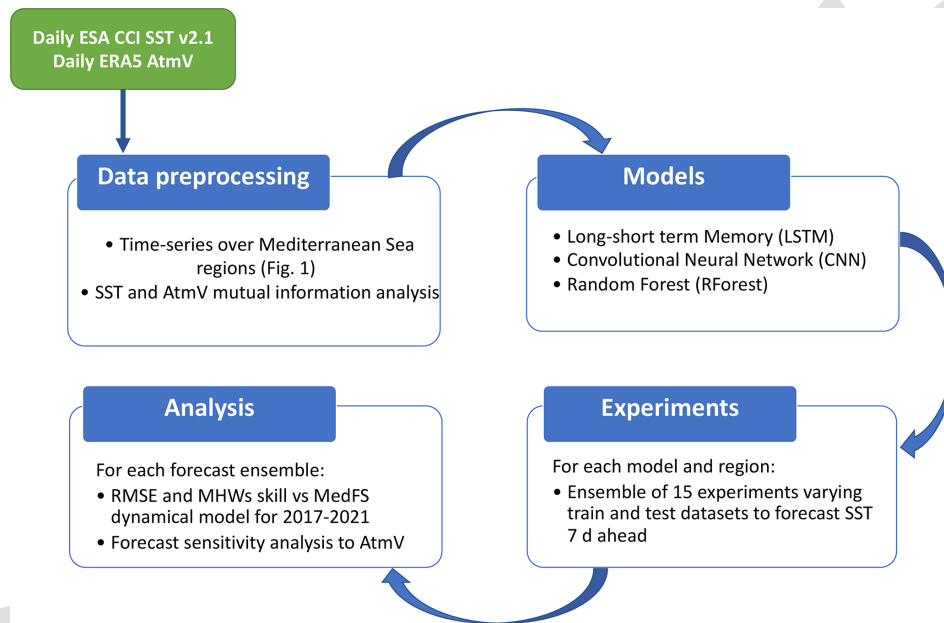 Daily ESA CCI SST v2.1
Daily ERA5 AtmV
Data preprocessing
• Time-series over Mediterranean Sea
regions (Fig. 1)
• SST and AtmV mutual information analysis
Models
• Long-short term Memory (LSTM)
• Convolutional Neural Network (CNN)
• Random Forest (RForest)
Analysis
For each forecast ensemble:
• RMSE and MHWs skill vs MedFS
dynamical model for 2017-2021
• Forecast sensitivity analysis to AtmV
Experiments
For each model and region:
• Ensemble of 15 experiments varying
train and test datasets to forecast SST
7 d ahead